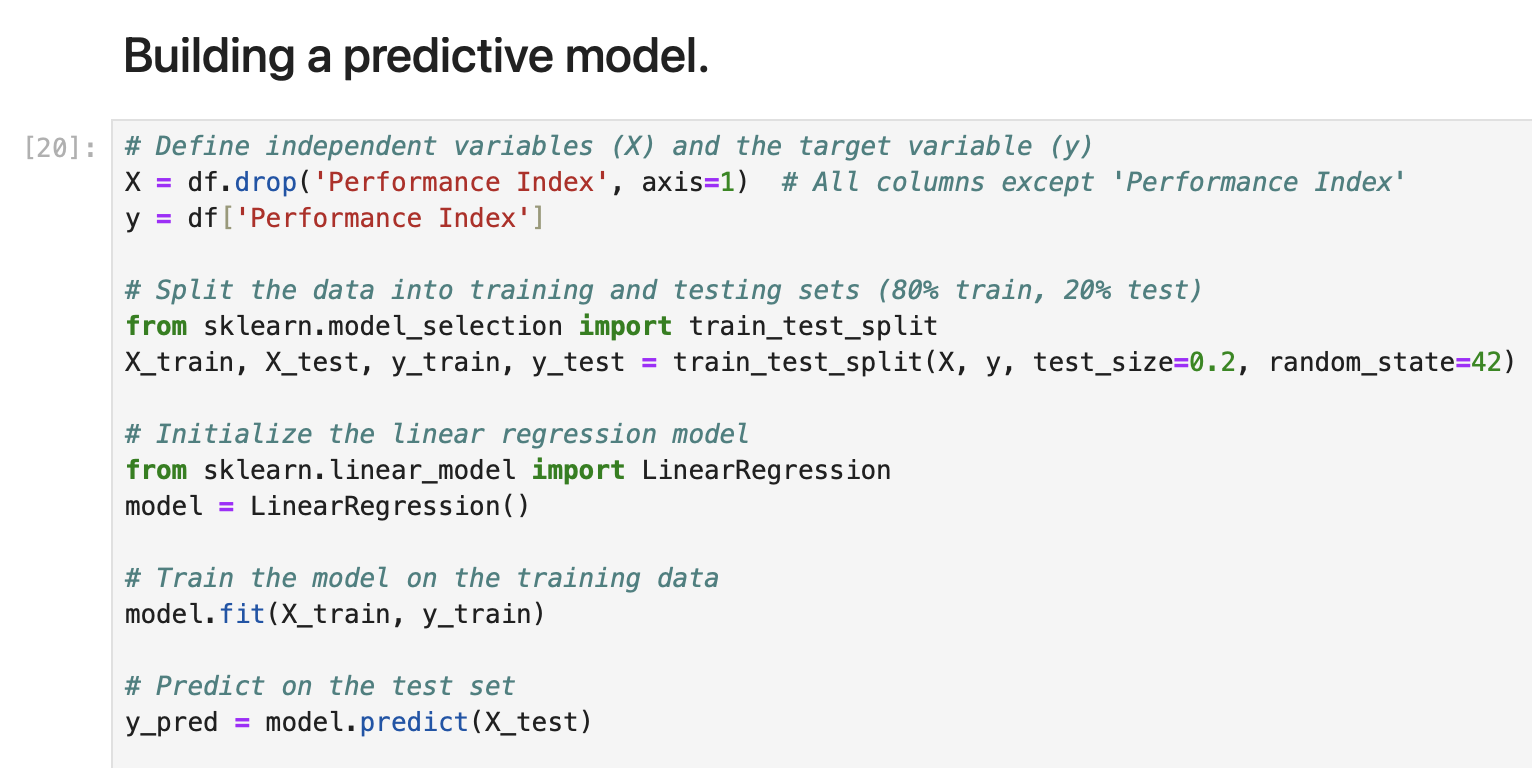 Building a predictive model.
[20]:
# Define independent variables (X) and the target variable (y)
X = df.drop('Performance Index', axis=1)  # All columns except 'Performance Index'
y = df['Performance Index']
# Split the data into training and testing sets (80% train, 20% test)
from sklearn.model_selection import train_test_split
X_train, X_test, y_train, y_test = train_test_split(X, y, test_size=0.2, random_state=42)
# Initialize the linear regression model
from sklearn.linear_model import LinearRegression
model = LinearRegression()
# Train the model on the training data
model.fit(X_train, y_train)
# Predict on the test set
y_pred = model.predict(X_test)